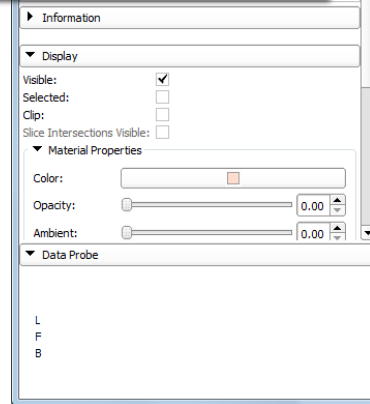 Information
Display
Visible:
Selected:
Clip:
Slice Intersections Visible:
Material Properties
Color:
Opacity: 0.00
Ambient: 0.00
Data Probe
L
F
B